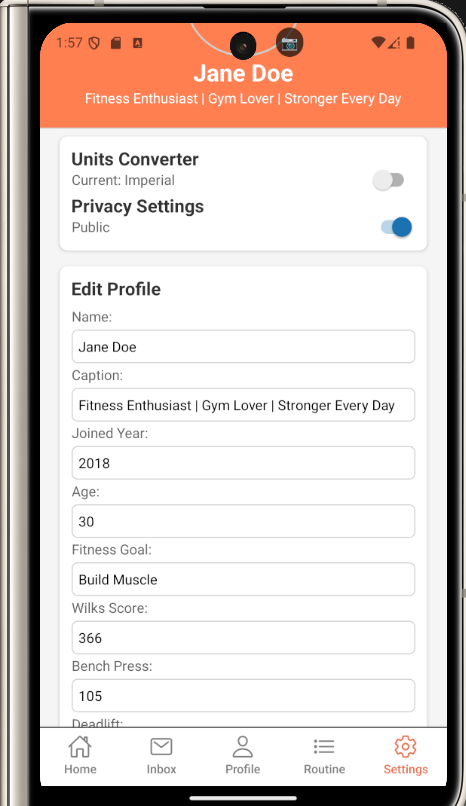 1:57
Jane Doe
Fitness Enthusiast | Gym Lover | Stronger Every Day
Units Converter
Current: Imperial
Privacy Settings
Public
Edit Profile
Name:
Jane Doe
Caption:
Fitness Enthusiast | Gym Lover | Stronger Every Day
Joined Year:
2018
Age:
30
Fitness Goal:
Build Muscle
Wilks Score:
366
Bench Press:
105
Deadlift:
Home Inbox Profile Routine Settings